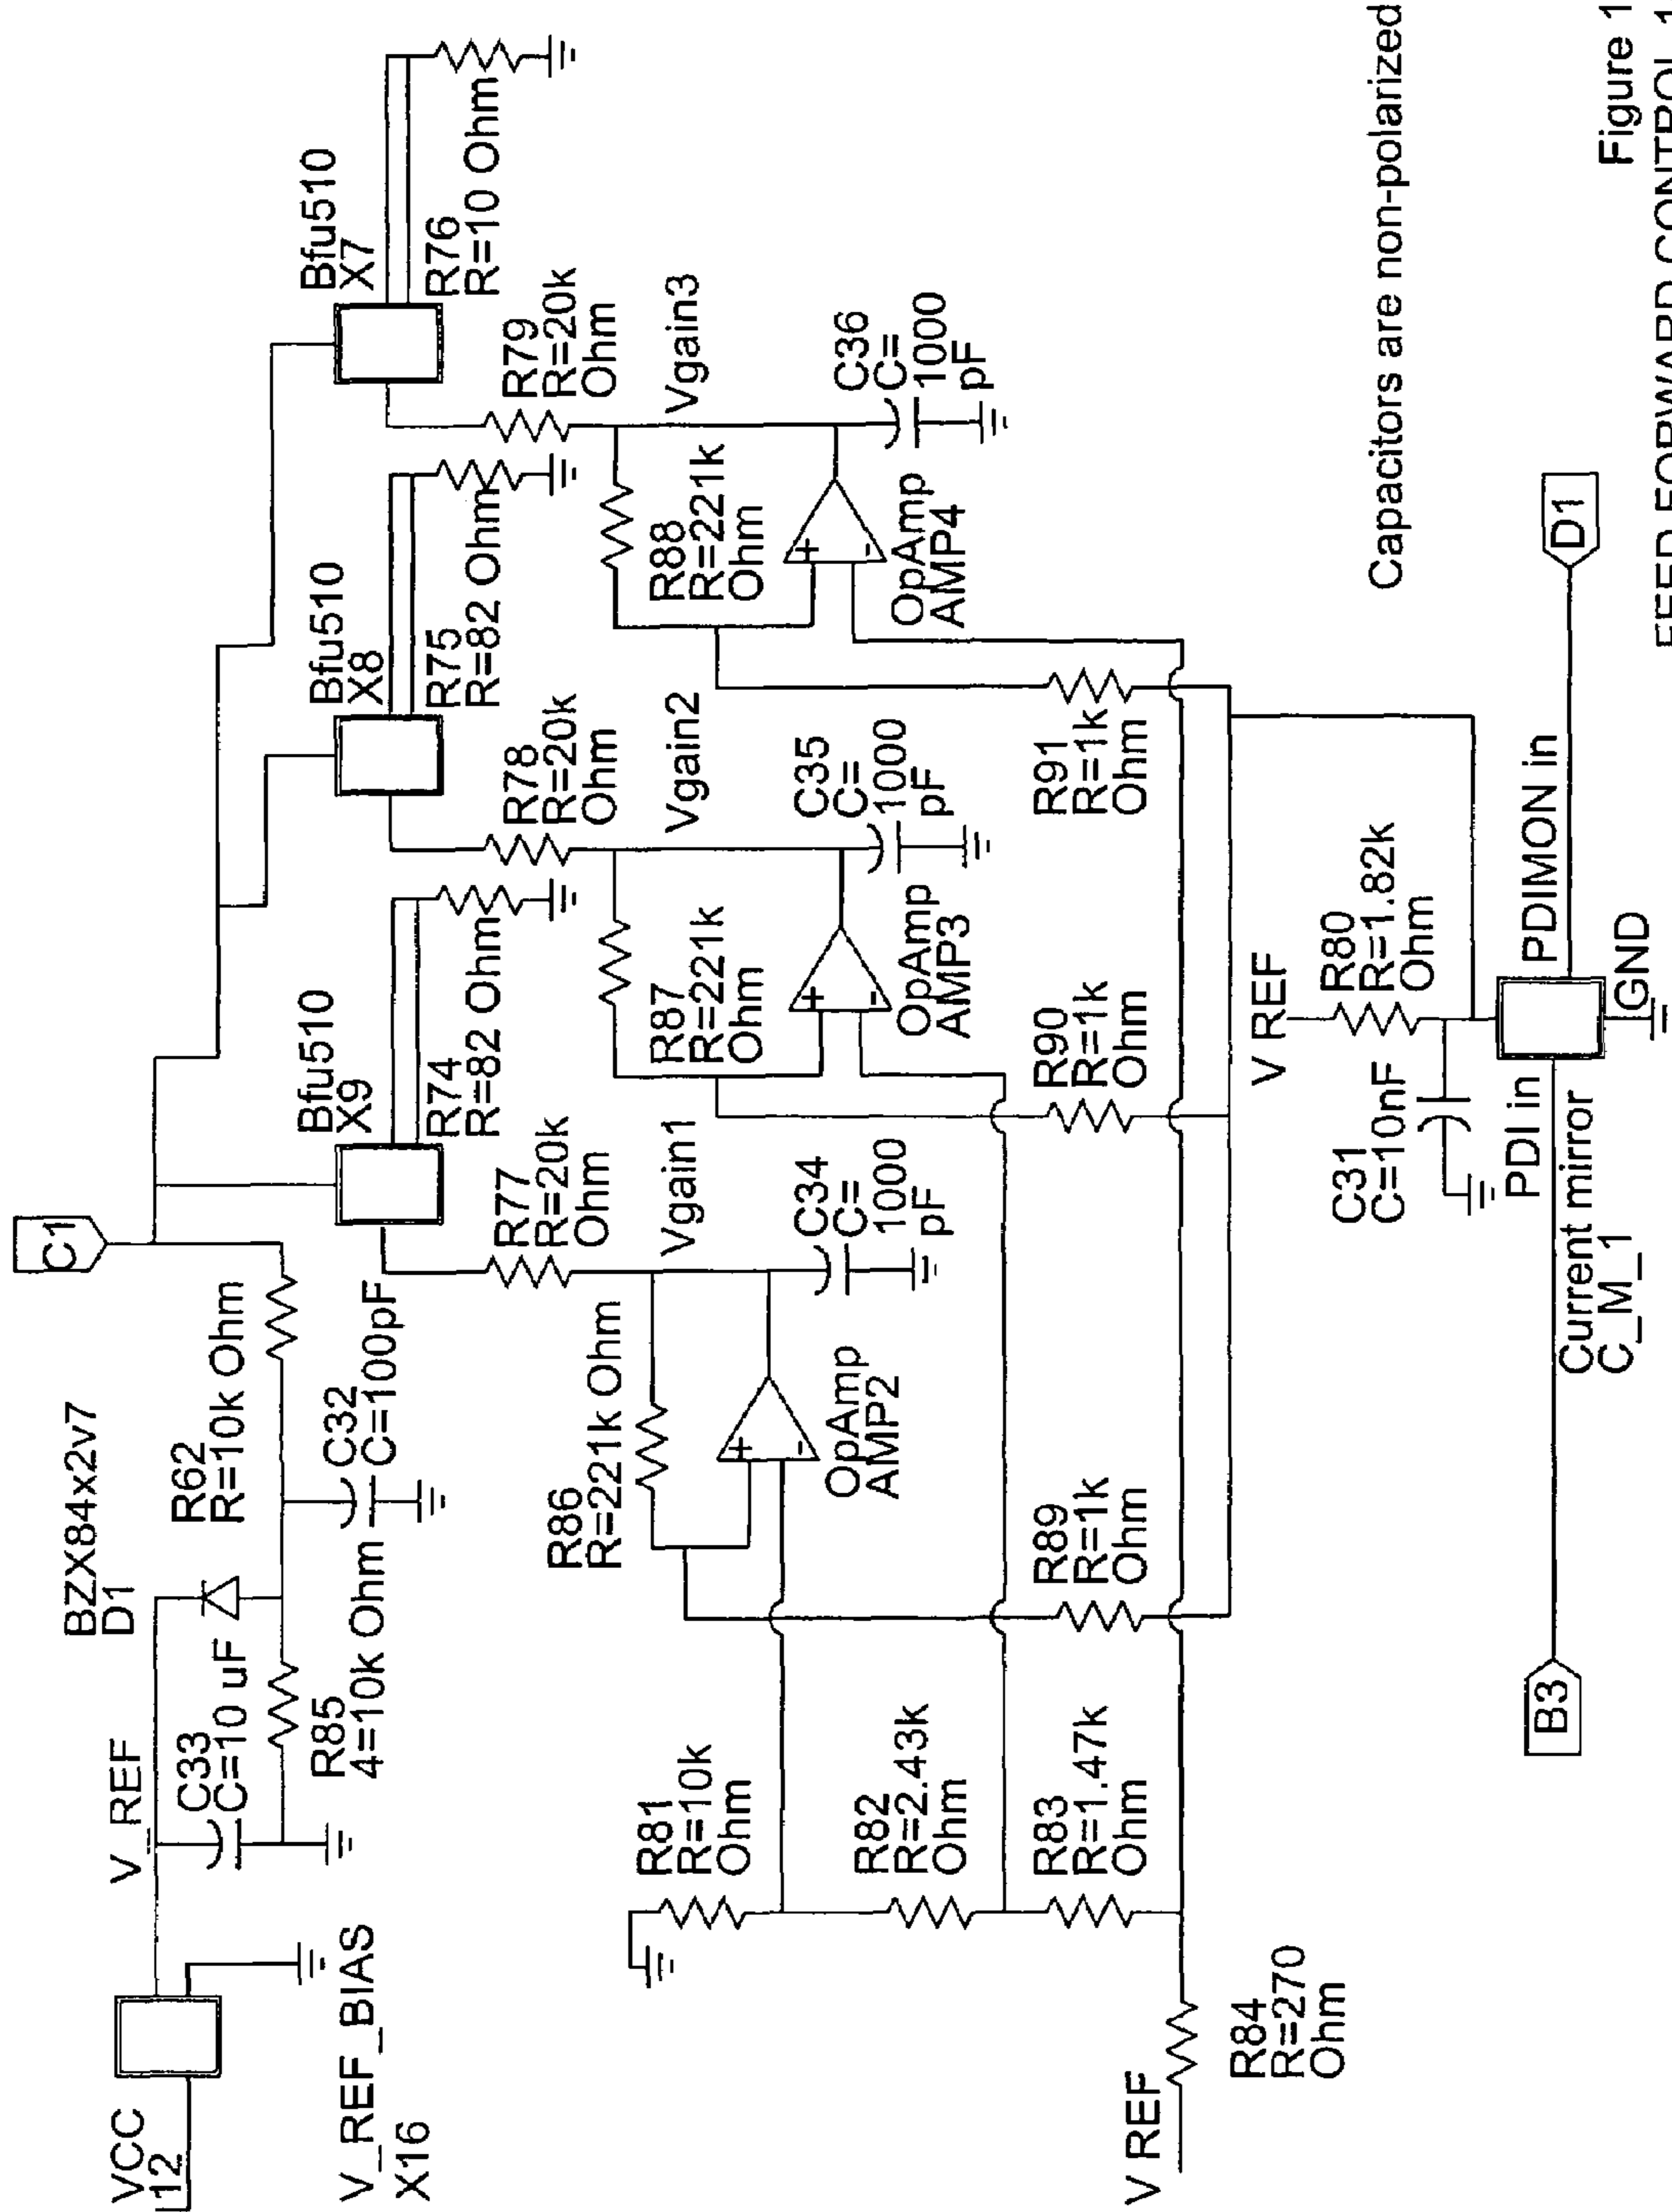 VCC
12
V_REF_BIAS
X16
V_REF
C33
C=10 uF
R85
4=10k Ohm
BZX84x2v7
D1
R62
R=10k Ohm
C32
C=100pF
C1
Bfu510
X9
R74
R=82 Ohm
Bfu510
X8
R75
R=82 Ohm
Bfu510
X7
R76
R=10 Ohm
R77
R=20k
Ohm
R78
R=20k
Ohm
R79
R=20k
Ohm
Vgain1
Vgain2
Vgain3
R86
R=221k Ohm
+
-
OpAmp
AMP2
C34
C=
1000
pF
R87
R=221k
Ohm
+
-
OpAmp
AMP3
C35
C=
1000
pF
R88
R=221k
Ohm
+
-
OpAmp
AMP4
C36
C=
1000
pF
R81
R=10k
Ohm
R82
R=2.43k
Ohm
R83
R=1.47k
Ohm
R89
R=1k
Ohm
R90
R=1k
Ohm
R91
R=1k
Ohm
V REF
R84
R=270
Ohm
V REF
R80
R=1.82k
Ohm
C31
C=10nF
B3
PDI in
PDIMON in
D1
Current mirror
C_M_1
GND
Capacitors are non-polarized
Figure 1
FEED FORWARD CONTROL 1